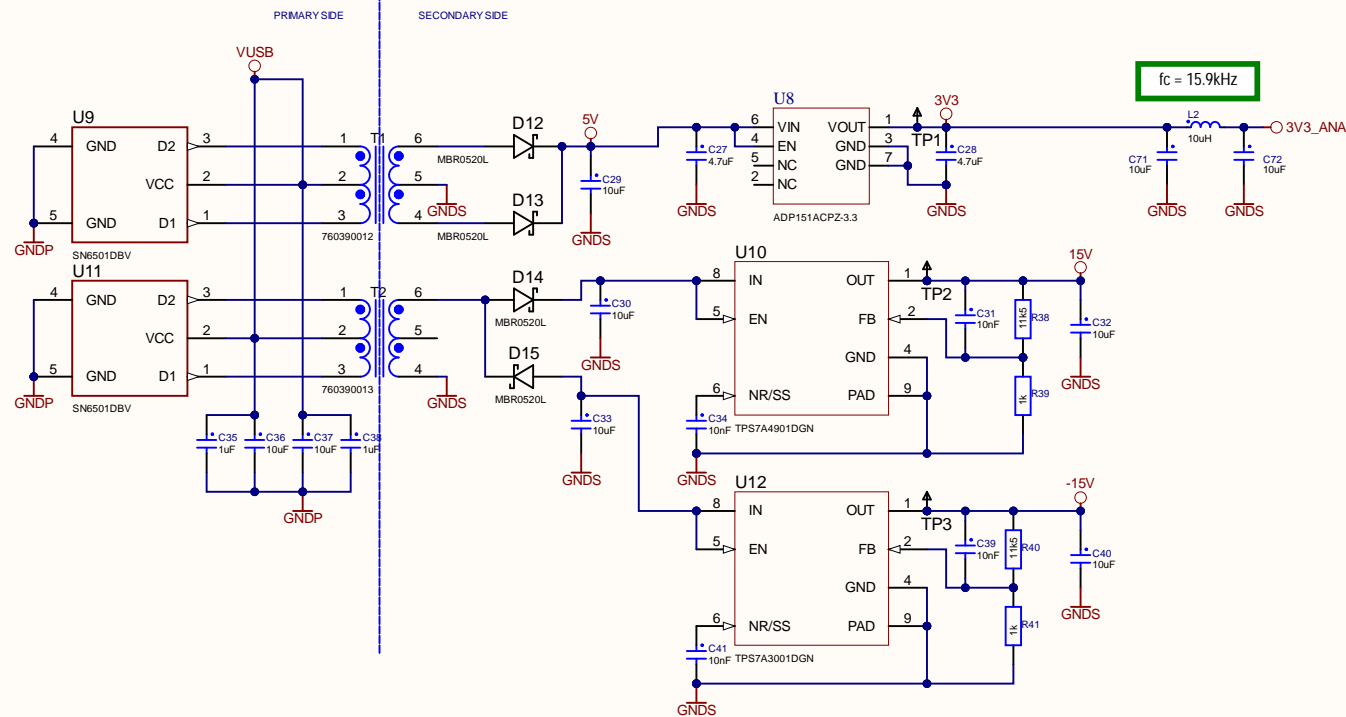 PRIMARY SIDE
SECONDARY SIDE
VUSB
fc = 15.9kHz
U9
4 GND D2 3
VCC 2
5 GND D1 1
GNDP
SN6501DBV
T1
1 6
2 5
3 4
760390012
GNDS
D12
MBR0520L
D13
MBR0520L
5V
C29
10uF
GNDS
C27
4.7uF
GNDS
U8
6 VIN VOUT 1
4 EN GND 3
5 NC GND 7
2 NC
ADP151ACPZ-3.3
TP1
3V3
C28
4.7uF
GNDS
C71
10uF
GNDS
L2
10uH
C72
10uF
GNDS
3V3_ANA
U11
4 GND D2 3
VCC 2
5 GND D1 1
GNDP
SN6501DBV
T2
1 6
2 5
3 4
760390013
GNDS
D14
MBR0520L
D15
MBR0520L
C30
10uF
GNDS
C33
10uF
GNDS
U10
8 IN OUT 1
5 EN FB 2
GND 4
6 NR/SS PAD 9
TPS7A4901DGN
C34
10nF
GNDS
TP2
C31
10nF
11k5
R38
1k
R39
15V
C32
10uF
GNDS
C35
1uF
C36
10uF
C37
10uF
C38
1uF
GNDP
U12
8 IN OUT 1
5 EN FB 2
GND 4
6 NR/SS PAD 9
TPS7A3001DGN
C41
10nF
GNDS
TP3
C39
10nF
11k5
R40
1k
R41
-15V
C40
10uF
GNDS